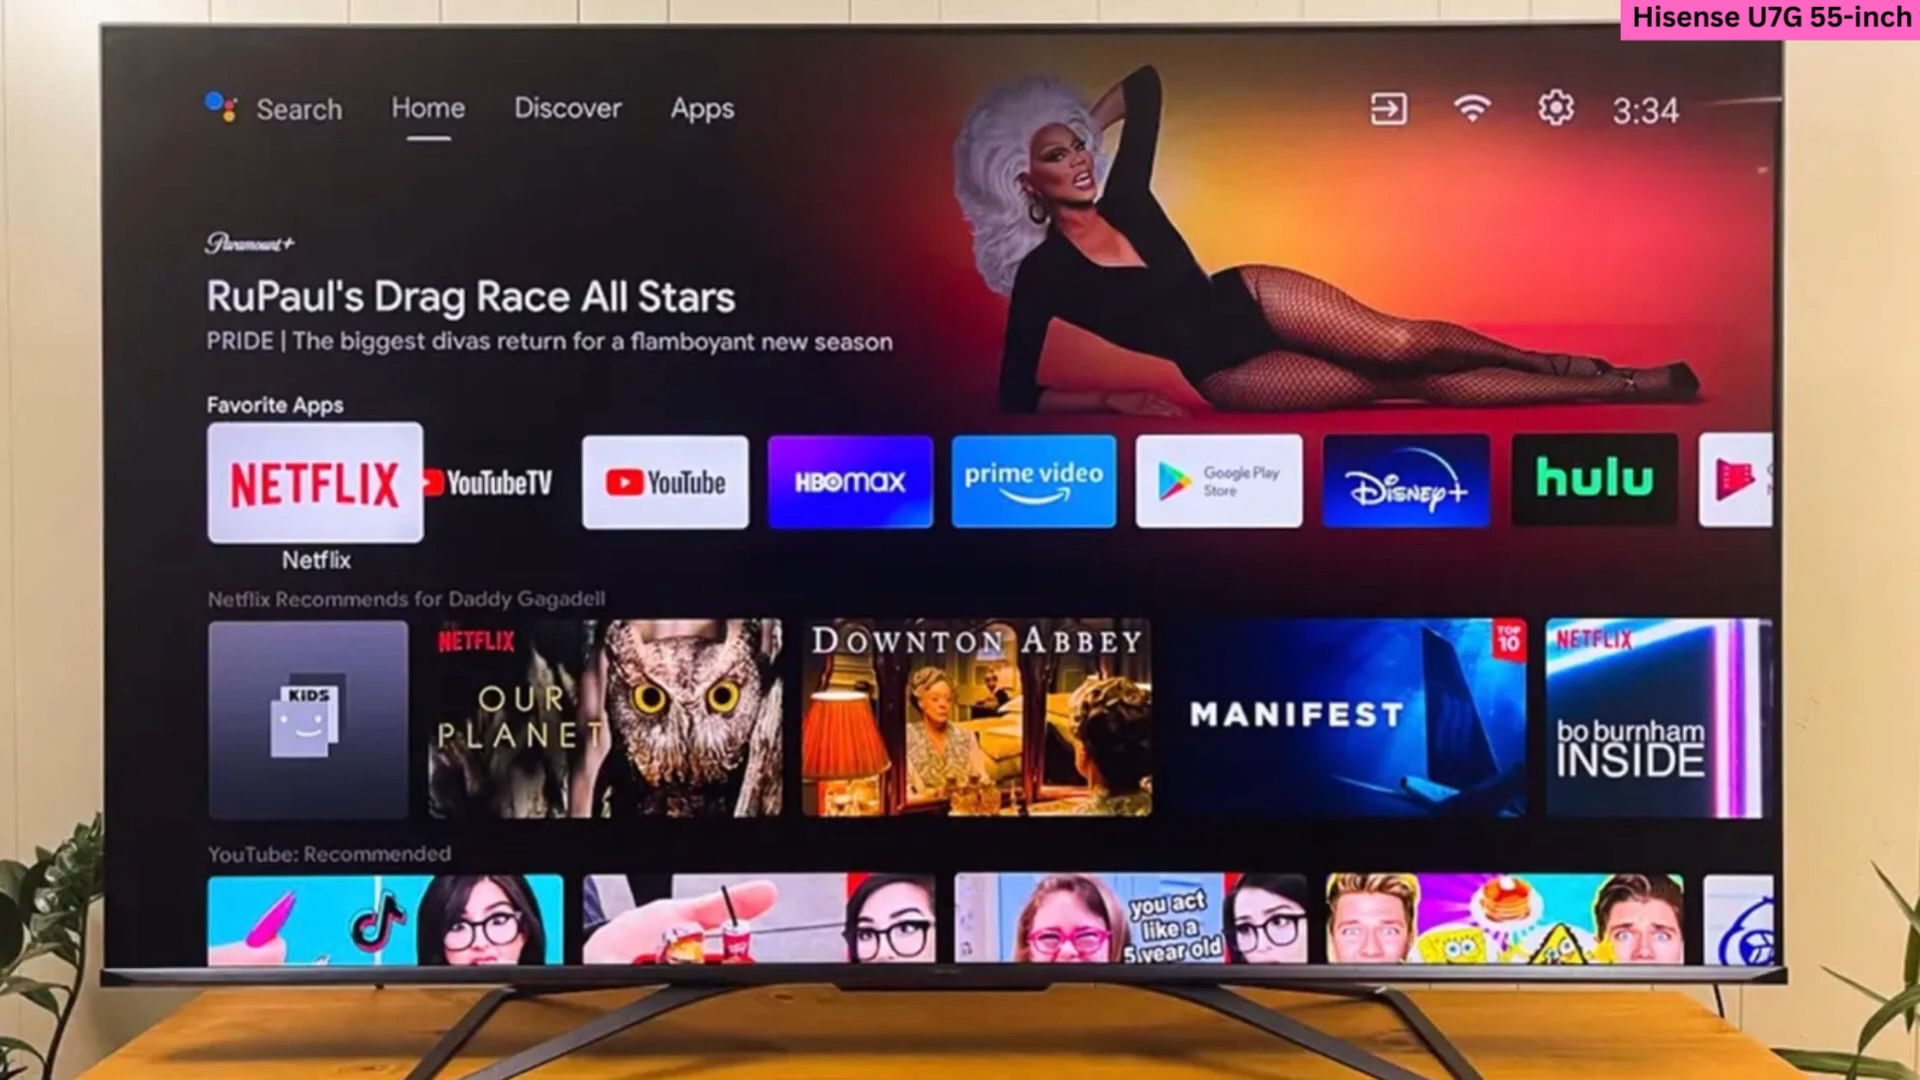 Hisense U7G 55-inch
Search Home Discover Apps 3:34
Paramount+
RuPaul's Drag Race All Stars
PRIDE | The biggest divas return for a flamboyant new season
Favorite Apps
NETFLIX YouTubeTV YouTube HBOmax prime video Google Play Store Disney+ hulu
Netflix
Netflix Recommends for Daddy Gagadell
KiDS
NETFLIX OUR PLANET
DOWNTON ABBEY
MANIFEST TOP 10
NETFLIX bo burnham INSIDE
YouTube: Recommended
you act
like a
5 year old